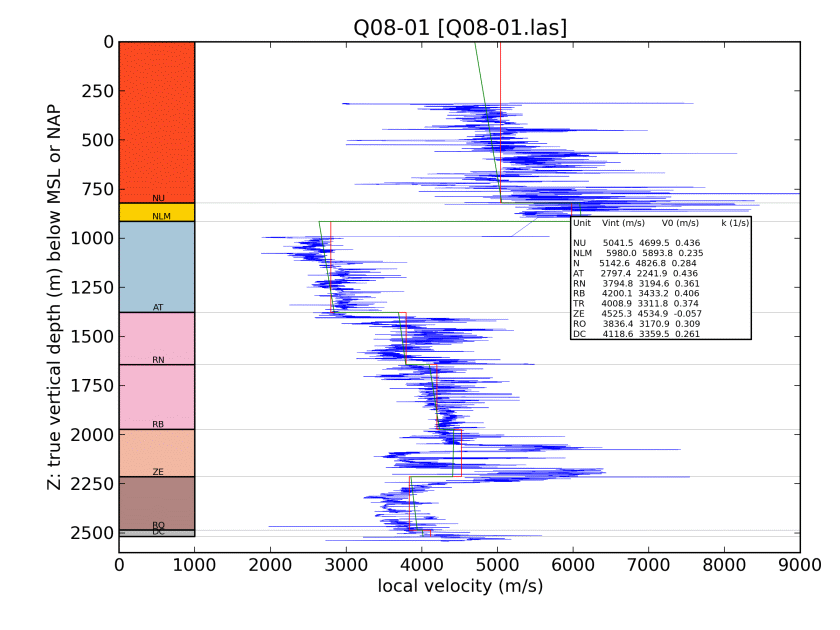 Q08-01 [Q08-01.las]
Z: true vertical depth (m) below MSL or NAP
0
250
500
750
1000
1250
1500
1750
2000
2250
2500
NU
NLM
AT
RN
RB
ZE
RO
DC
Unit Vint (m/s) V0 (m/s) k (1/s)
NU 5041.5 4699.5 0.436
NLM 5980.0 5893.8 0.235
N 5142.6 4826.8 0.284
AT 2797.4 2241.9 0.436
RN 3794.8 3194.6 0.361
RB 4200.1 3433.2 0.406
TR 4008.9 3311.8 0.374
ZE 4525.3 4534.9 -0.057
RO 3836.4 3170.9 0.309
DC 4118.6 3359.5 0.261
0 1000 2000 3000 4000 5000 6000 7000 8000 9000
local velocity (m/s)